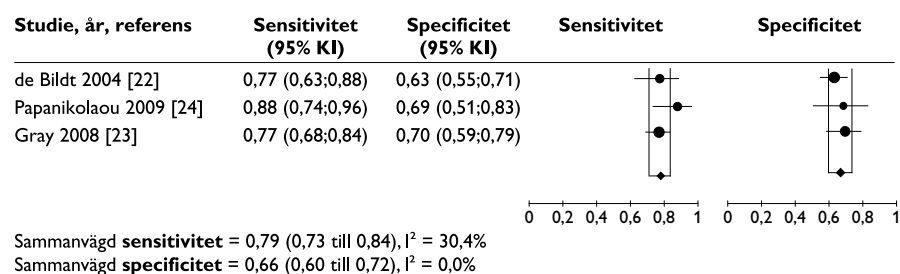 Studie, år, referens Sensitivitet Specificitet Sensitivitet Specificitet
(95% KI) (95% KI)
de Bildt 2004 [22] 0,77 (0,63;0,88) 0,63 (0,55;0,71)
Papanikolaou 2009 [24] 0,88 (0,74;0,96) 0,69 (0,51;0,83)
Gray 2008 [23] 0,77 (0,68;0,84) 0,70 (0,59;0,79)
0 0,2 0,4 0,6 0,8 1 0 0,2 0,4 0,6 0,8 1
Sammanvägd sensitivitet = 0,79 (0,73 till 0,84), I² = 30,4%
Sammanvägd specificitet = 0,66 (0,60 till 0,72), I² = 0,0%